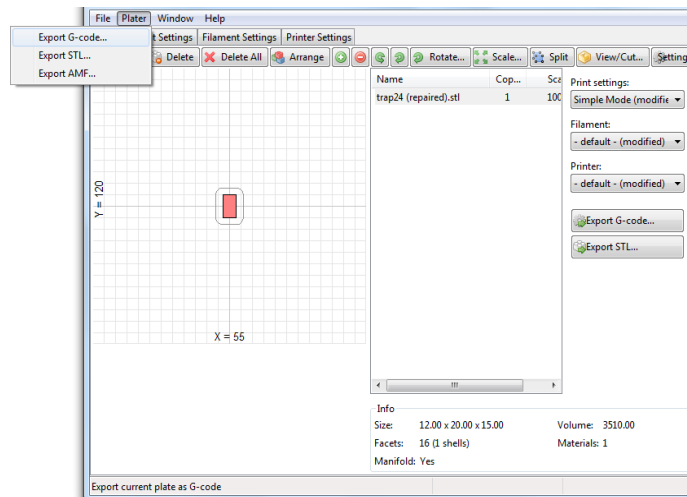 File Plater Window Help
Export G-code...
Export STL...
Export AMF...
t Settings Filament Settings Printer Settings
Delete Delete All Arrange Rotate... Scale... Split View/Cut... Setting
Name Cop... Sca
trap24 (repaired).stl 1 100
Print settings:
Simple Mode (modifie
Filament:
- default - (modified)
Printer:
- default - (modified)
Export G-code...
Export STL...
Y = 120
X = 55
Info
Size: 12.00 x 20.00 x 15.00 Volume: 3510.00
Facets: 16 (1 shells) Materials: 1
Manifold: Yes
Export current plate as G-code